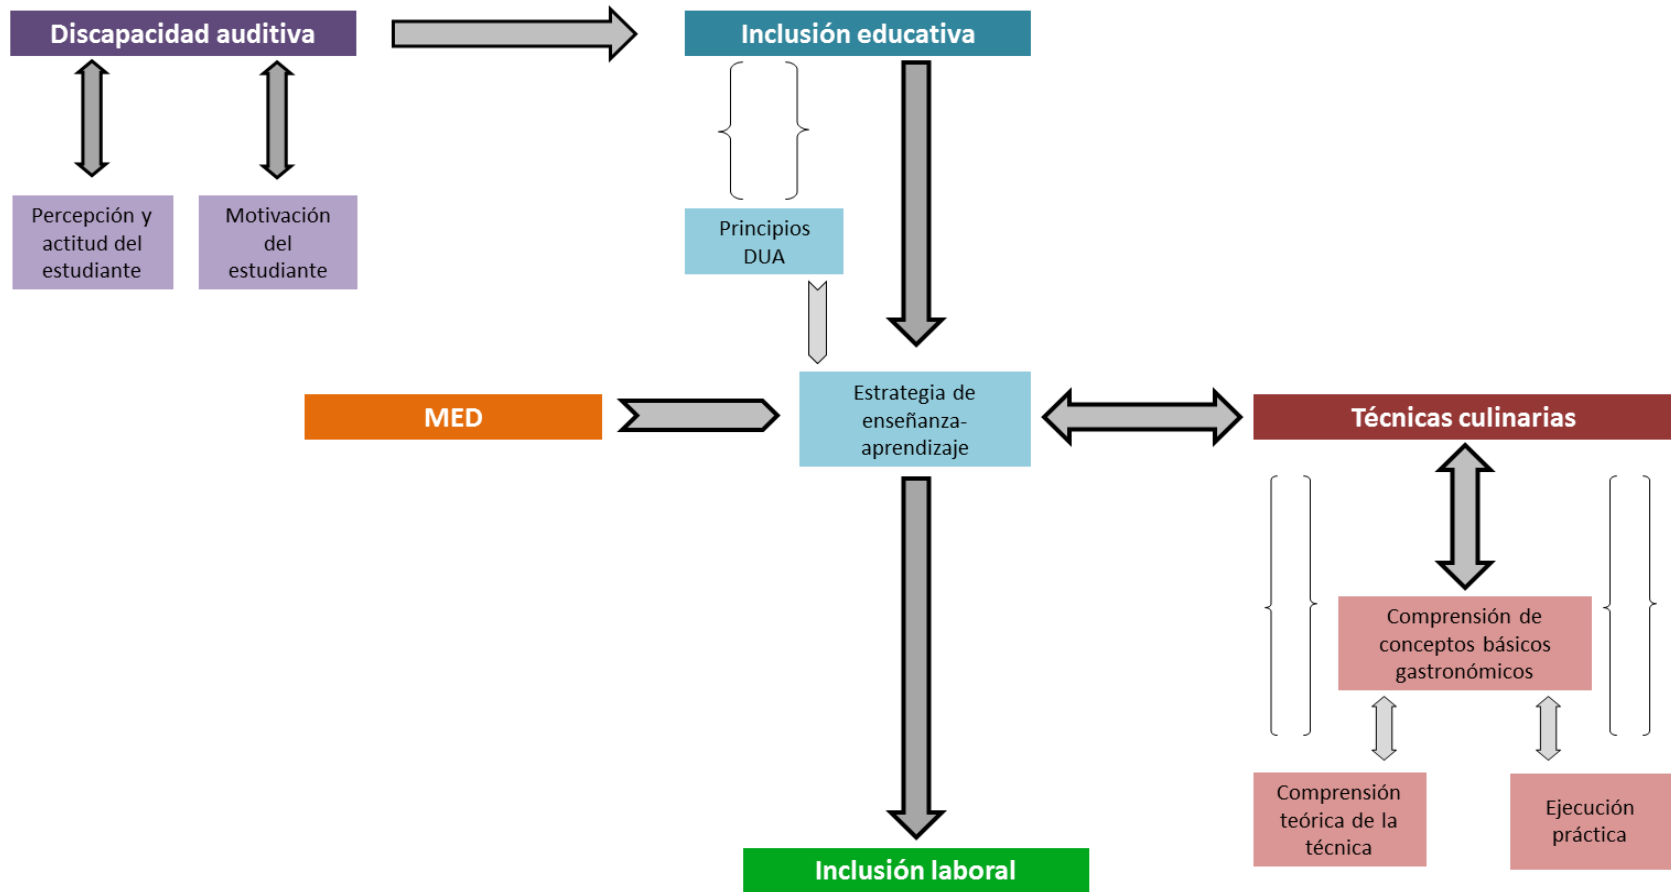 Discapacidad auditiva
Inclusión educativa
Percepción y
actitud del
estudiante
Motivación
del
estudiante
Principios
DUA
MED
Estrategia de
enseñanza-
aprendizaje
Técnicas culinarias
Comprensión de
conceptos básicos
gastronómicos
Comprensión
teórica de la
técnica
Ejecución
práctica
Inclusión laboral